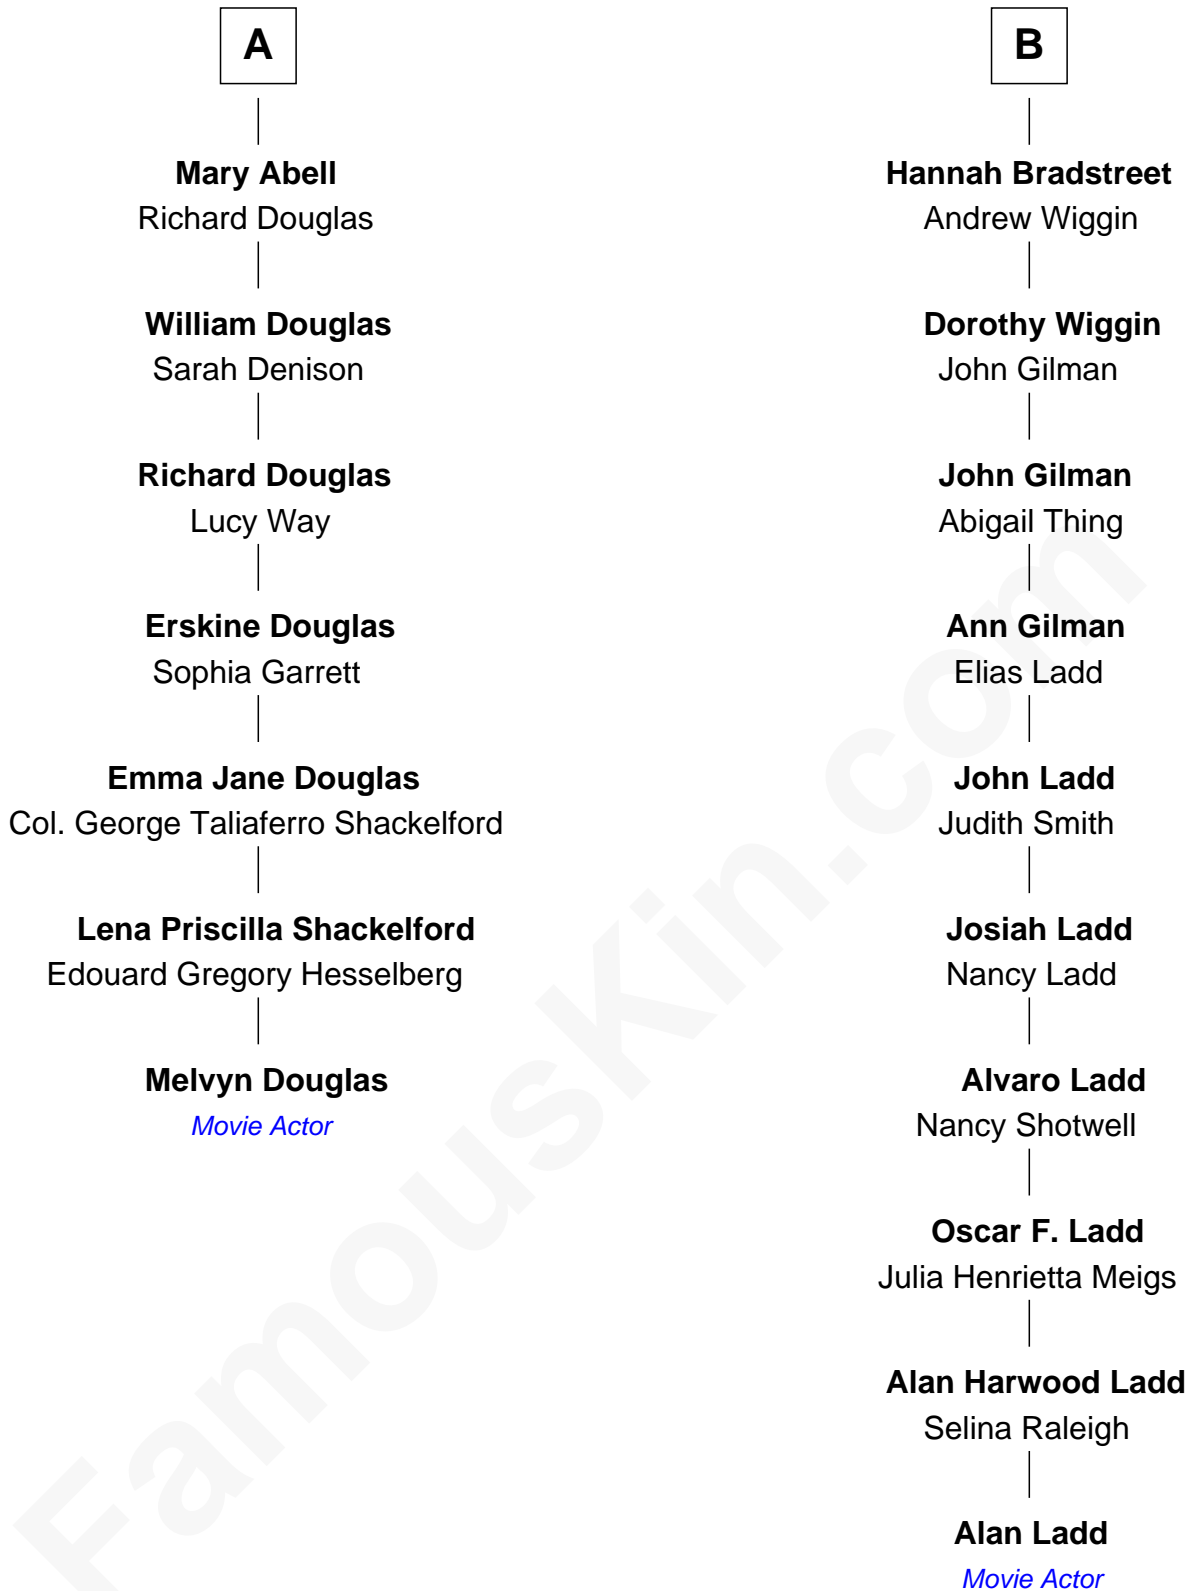 A
Mary Abell
Richard Douglas
William Douglas
Sarah Denison
Richard Douglas
Lucy Way
Erskine Douglas
Sophia Garrett
Emma Jane Douglas
Col. George Taliaferro Shackelford
Lena Priscilla Shackelford
Edouard Gregory Hesselberg
Melvyn Douglas
Movie Actor
B
Hannah Bradstreet
Andrew Wiggin
Dorothy Wiggin
John Gilman
John Gilman
Abigail Thing
Ann Gilman
Elias Ladd
John Ladd
Judith Smith
Josiah Ladd
Nancy Ladd
Alvaro Ladd
Nancy Shotwell
Oscar F. Ladd
Julia Henrietta Meigs
Alan Harwood Ladd
Selina Raleigh
Alan Ladd
Movie Actor
FamousKin.com